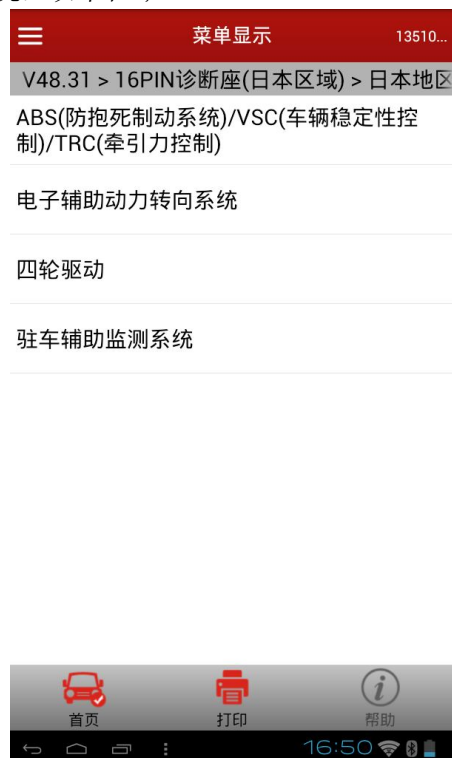 菜单显示
13510...
V48.31 > 16PIN诊断座(日本区域) > 日本地区
ABS(防抱死制动系统)/VSC(车辆稳定性控
制)/TRC(牵引力控制)
电子辅助动力转向系统
四轮驱动
驻车辅助监测系统
首页
打印
帮助
16:50